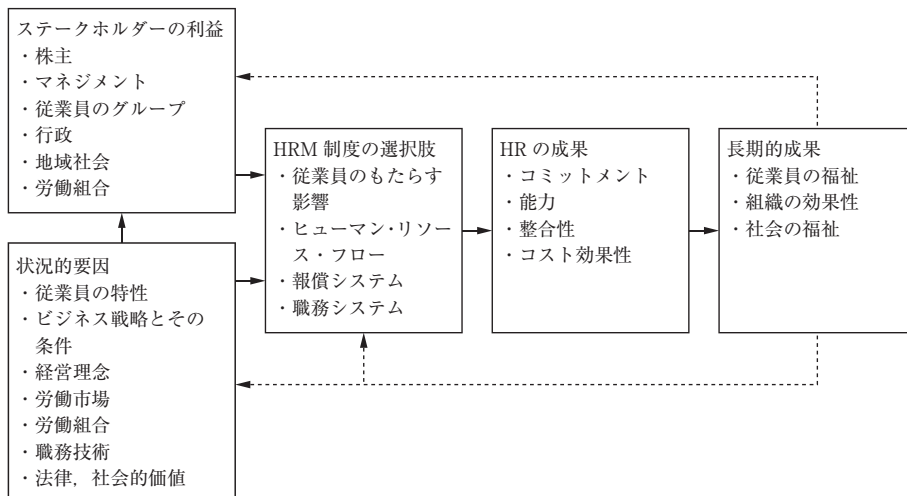 ステークホルダーの利益
・株主
・マネジメント
・従業員のグループ
・行政
・地域社会
・労働組合
状況的要因
・従業員の特性
・ビジネス戦略とその
条件
・経営理念
・労働市場
・労働組合
・職務技術
・法律，社会的価値
HRM 制度の選択肢
・従業員のもたらす
影響
・ヒューマン・リソー
ス・フロー
・報償システム
・職務システム
HR の成果
・コミットメント
・能力
・整合性
・コスト効果性
長期的成果
・従業員の福祉
・組織の効果性
・社会の福祉